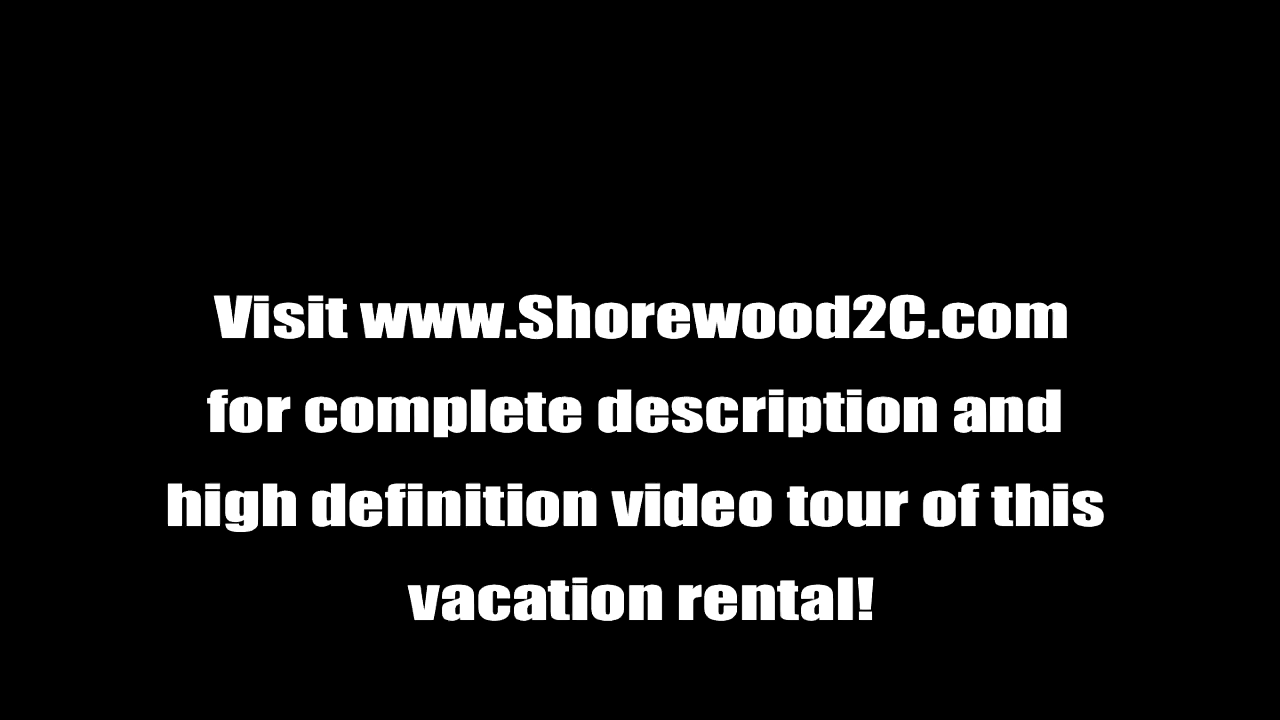 Visit www.Shorewood2C.com
for complete description and
high definition video tour of this
vacation rental!